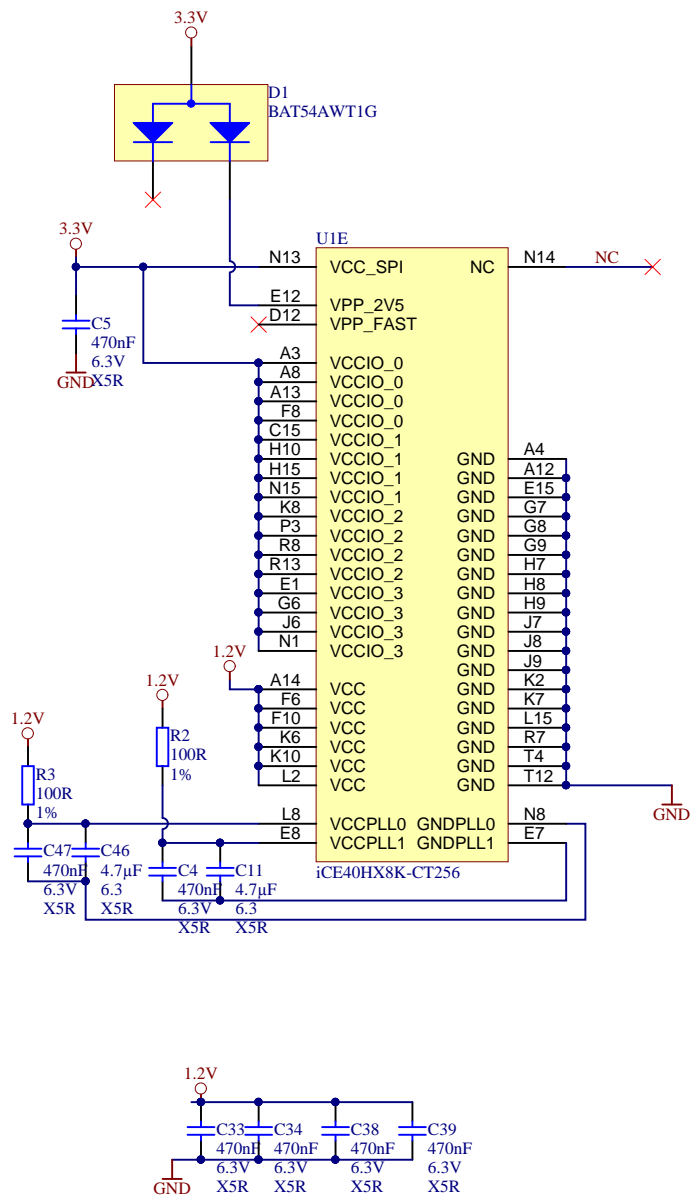 3.3V
D1
BAT54AWT1G
3.3V
C5
470nF
6.3V
X5R
GND
U1E
N13 VCC_SPI NC N14 NC
E12 VPP_2V5
D12 VPP_FAST
A3 VCCIO_0
A8 VCCIO_0
A13 VCCIO_0
F8 VCCIO_0
C15 VCCIO_1
H10 VCCIO_1 GND A4
H15 VCCIO_1 GND A12
N15 VCCIO_1 GND E15
K8 VCCIO_2 GND G7
P3 VCCIO_2 GND G8
R8 VCCIO_2 GND G9
R13 VCCIO_2 GND H7
E1 VCCIO_3 GND H8
G6 VCCIO_3 GND H9
J6 VCCIO_3 GND J7
N1 VCCIO_3 GND J8
GND J9
1.2V
A14 VCC GND K2
F6 VCC GND K7
F10 VCC GND L15
K6 VCC GND R7
K10 VCC GND T4
L2 VCC GND T12
GND
L8 VCCPLL0 GNDPLL0 N8
E8 VCCPLL1 GNDPLL1 E7
iCE40HX8K-CT256
1.2V
R2
100R
1%
1.2V
R3
100R
1%
C47
470nF
6.3V
X5R
C46
4.7µF
6.3
X5R
C4
470nF
6.3V
X5R
C11
4.7µF
6.3
X5R
1.2V
C33
470nF
6.3V
X5R
C34
470nF
6.3V
X5R
C38
470nF
6.3V
X5R
C39
470nF
6.3V
X5R
GND